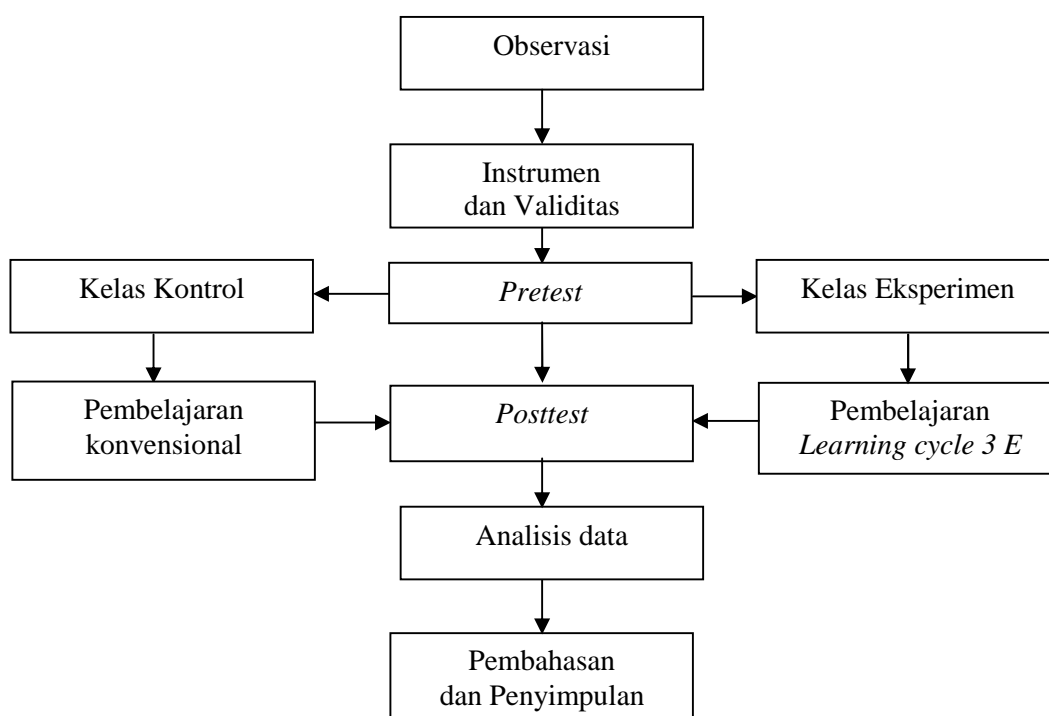 Observasi
Instrumen
dan Validitas
Kelas Kontrol
Pretest
Kelas Eksperimen
Pembelajaran
konvensional
Posttest
Pembelajaran
Learning cycle 3 E
Analisis data
Pembahasan
dan Penyimpulan